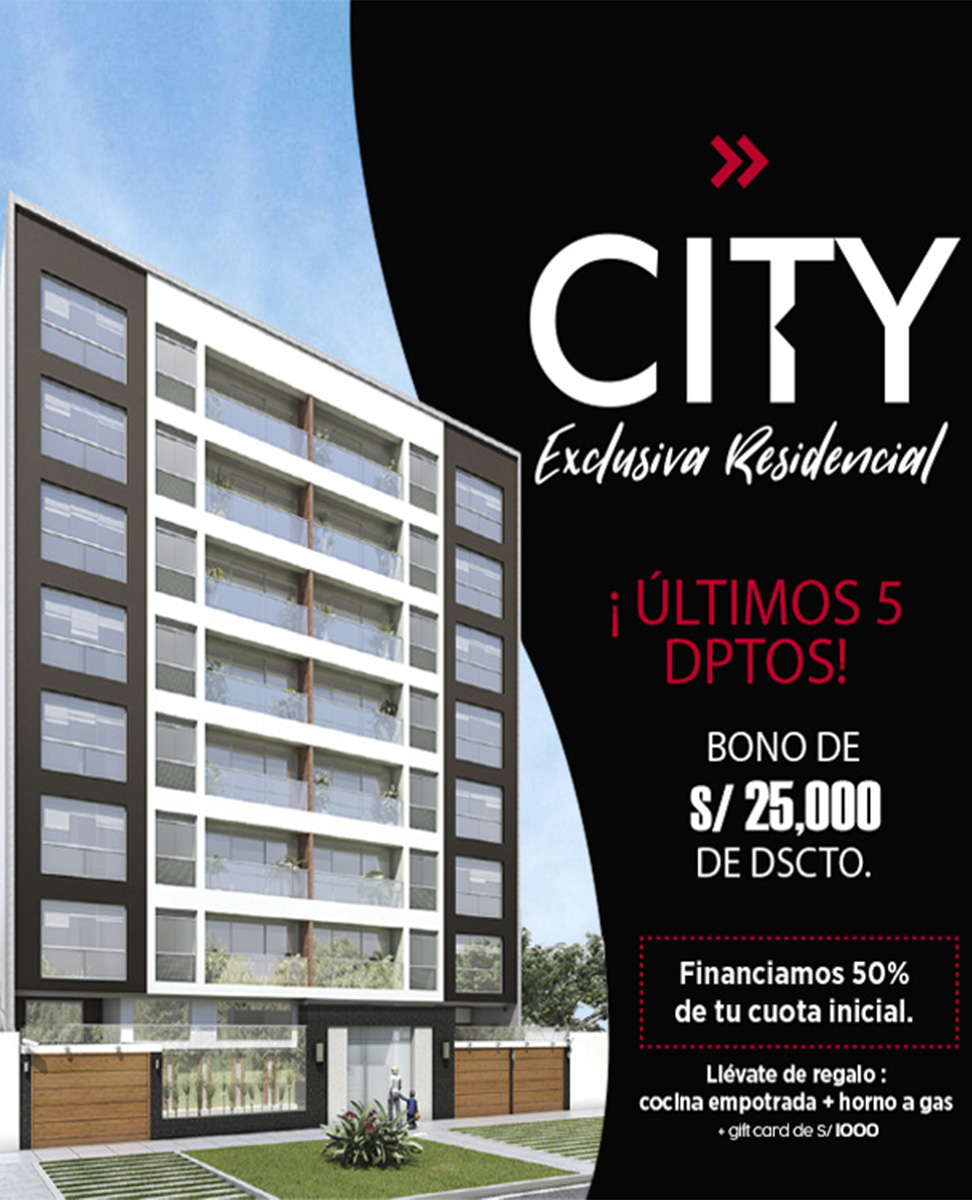 CITY
Exclusiva Residencial
¡ ÚLTIMOS 5
DPTOS!
BONO DE
S/ 25,000
DE DSCTO.
Financiamos 50%
de tu cuota inicial.
Llévate de regalo :
cocina empotrada + horno a gas
+ gift card de S/ 1000